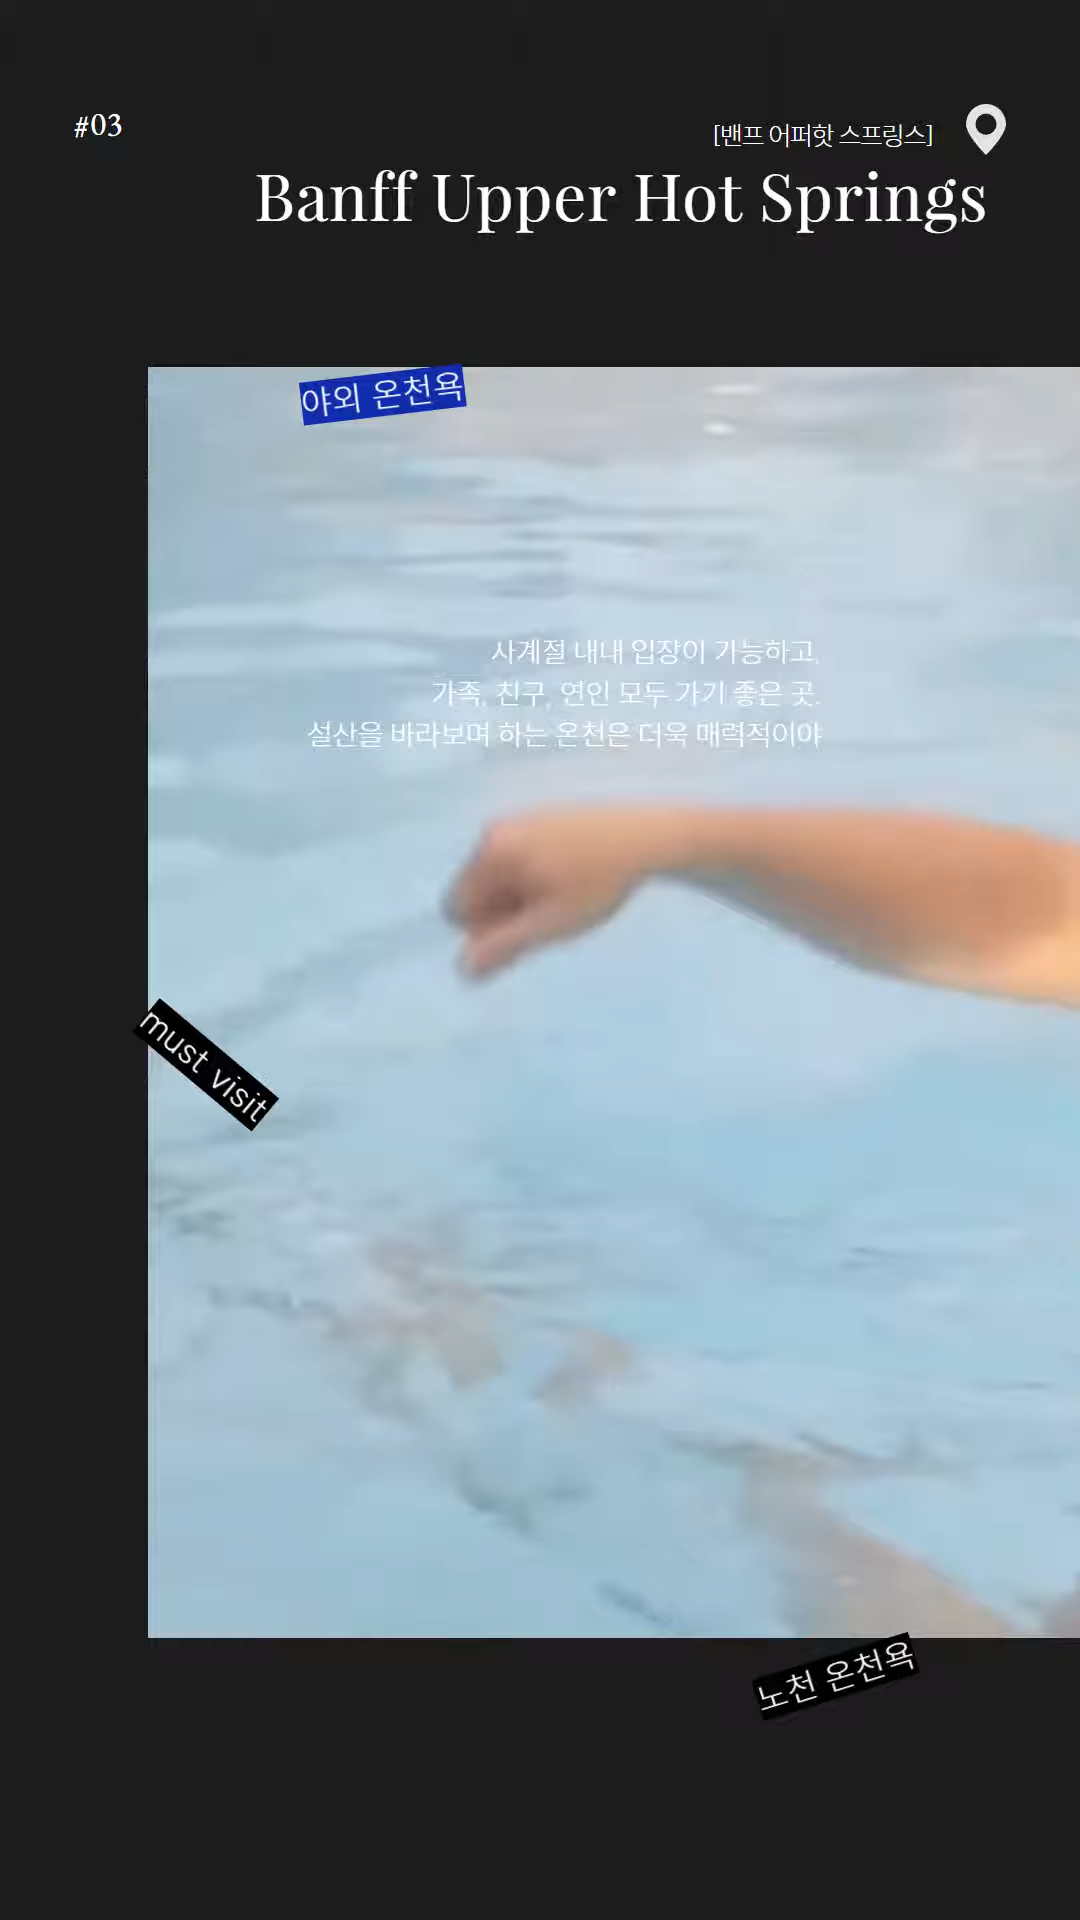 #03
[밴프 어퍼핫 스프링스]
Banff Upper Hot Springs
야외 온천욕
사계절 내내 입장이 가능하고,
가족, 친구, 연인 모두 가기 좋은 곳.
설산을 바라보며 하는 온천은 더욱 매력적이야
must visit
노천 온천욕